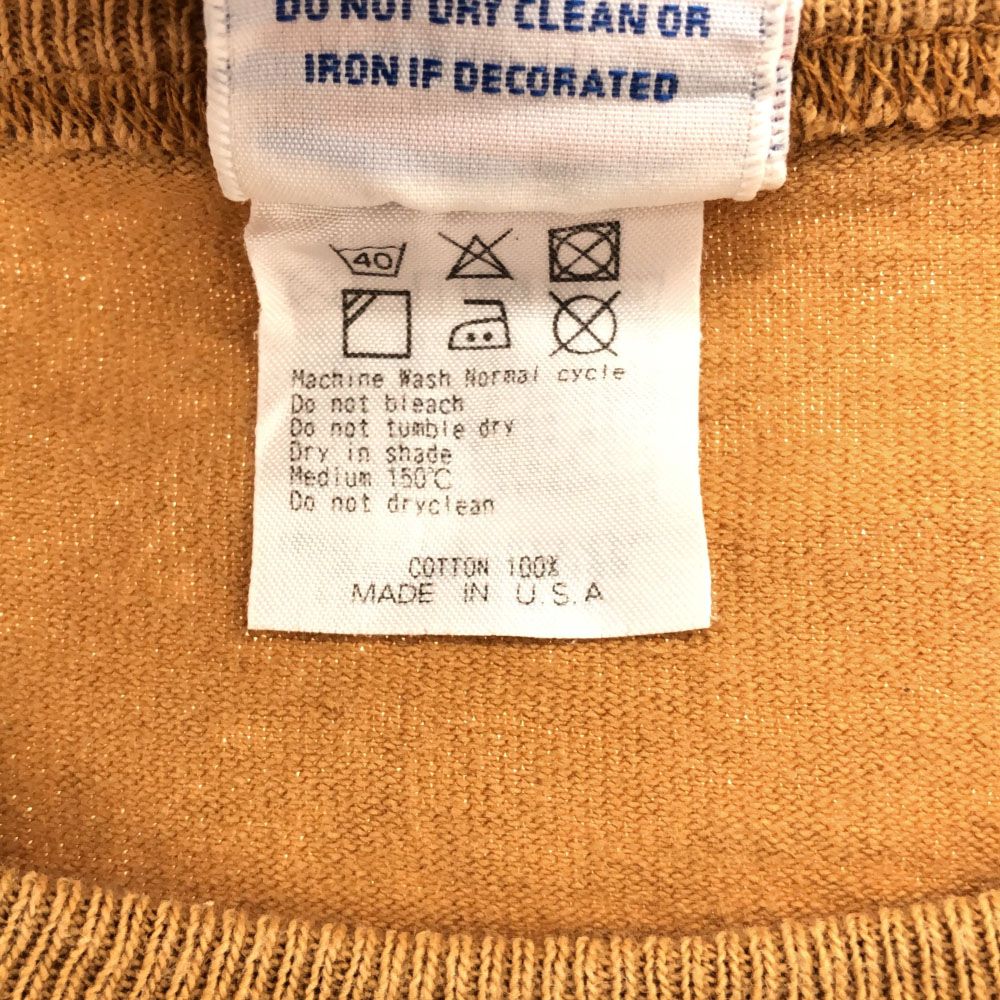 DO NOT DRY CLEAN OR
IRON IF DECORATED
40
Machine Wash Normal cycle
Do not bleach
Do not tumble dry
Dry in shade
Medium 150℃
Do not dryclean
COTTON 100%
MADE IN U.S.A